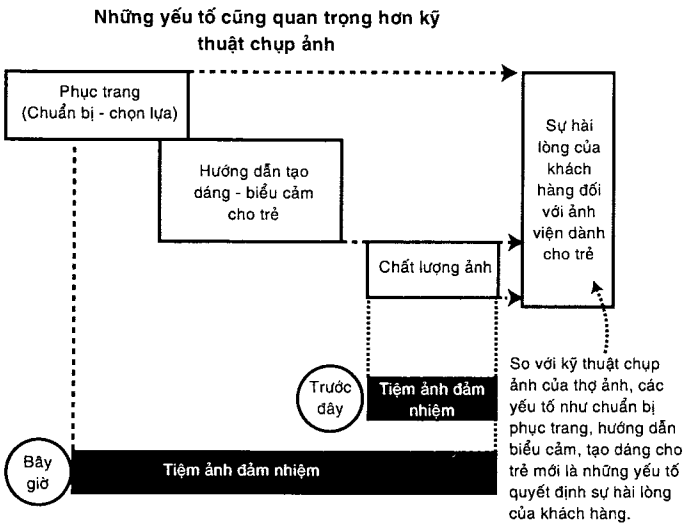 Những yếu tố cũng quan trọng hơn kỹ
thuật chụp ảnh
Phục trang
(Chuẩn bị - chọn lựa)
Hướng dẫn tạo
dáng - biểu cảm
cho trẻ
Chất lượng ảnh
Sự hài
lòng của
khách
hàng đối
với ảnh
viện dành
cho trẻ
Trước
đây
Tiệm ảnh đảm
nhiệm
Bây
giờ
Tiệm ảnh đảm nhiệm
So với kỹ thuật chụp
ảnh của thợ ảnh, các
yếu tố như chuẩn bị
phục trang, hướng dẫn
biểu cảm, tạo dáng cho
trẻ mới là những yếu tố
quyết định sự hài lòng
của khách hàng.